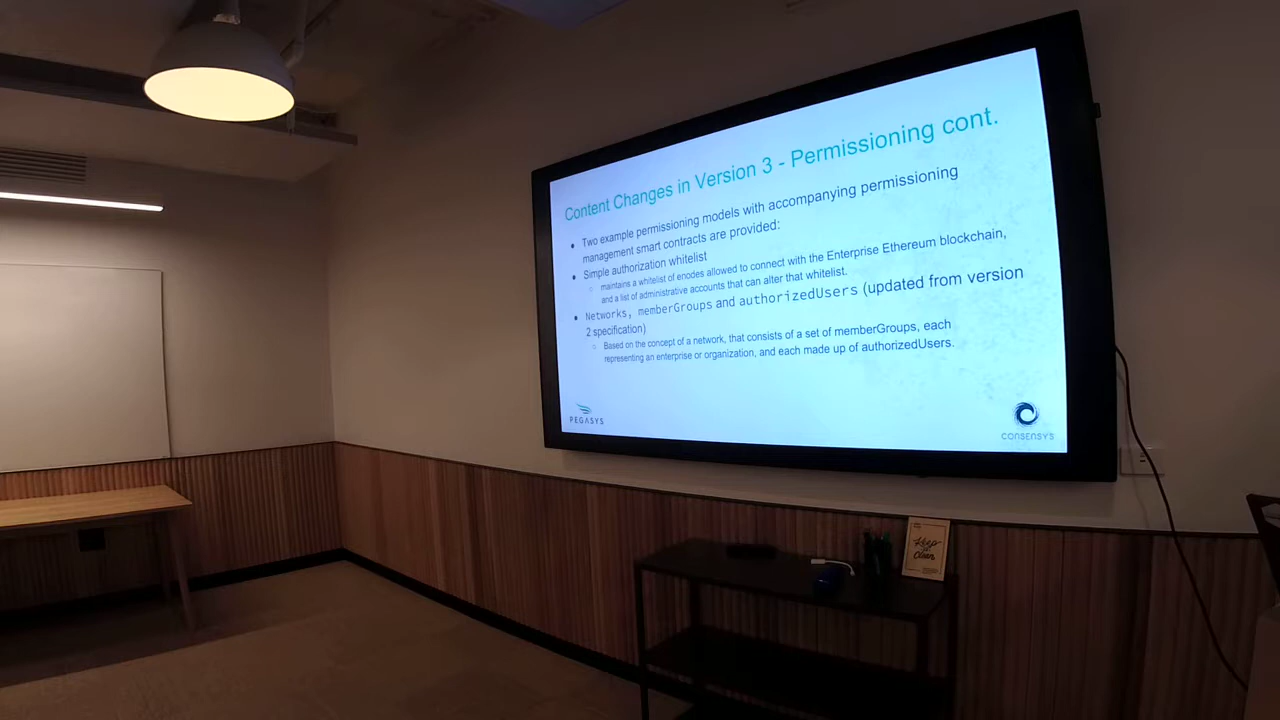 Content Changes in Version 3 - Permissioning cont.
● Two example permissioning models with accompanying permissioning
management smart contracts are provided:
● Simple authorization whitelist
○ maintains a whitelist of enodes allowed to connect with the Enterprise Ethereum blockchain,
and a list of administrative accounts that can alter that whitelist.
● Networks, memberGroups and authorizedUsers (updated from version
2 specification)
○ Based on the concept of a network, that consists of a set of memberGroups, each
representing an enterprise or organization, and each made up of authorizedUsers.
PEGASYS
CONSENSYS
Keep
Clean